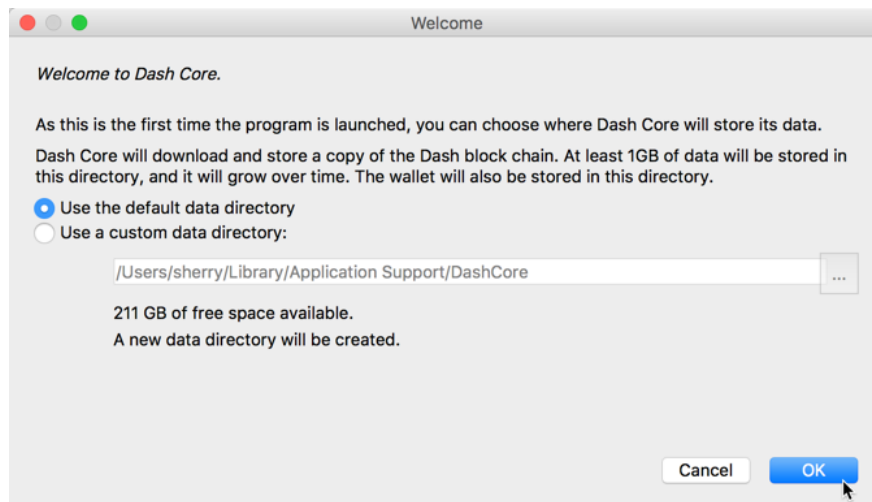 Welcome
Welcome to Dash Core.
As this is the first time the program is launched, you can choose where Dash Core will store its data.
Dash Core will download and store a copy of the Dash block chain. At least 1GB of data will be stored in
this directory, and it will grow over time. The wallet will also be stored in this directory.
Use the default data directory
Use a custom data directory:
/Users/sherry/Library/Application Support/DashCore
...
211 GB of free space available.
A new data directory will be created.
Cancel
OK